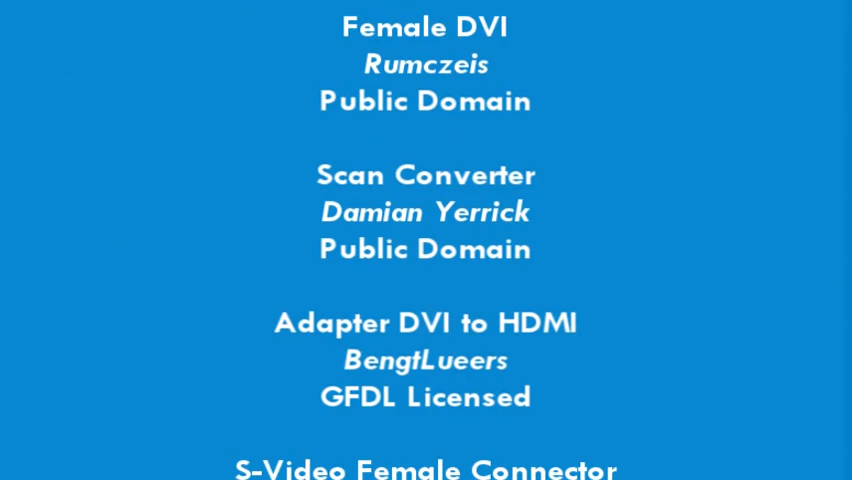 Female DVI
Rumczeis
Public Domain
Scan Converter
Damian Yerrick
Public Domain
Adapter DVI to HDMI
BengtLueers
GFDL Licensed
S-Video Female Connector